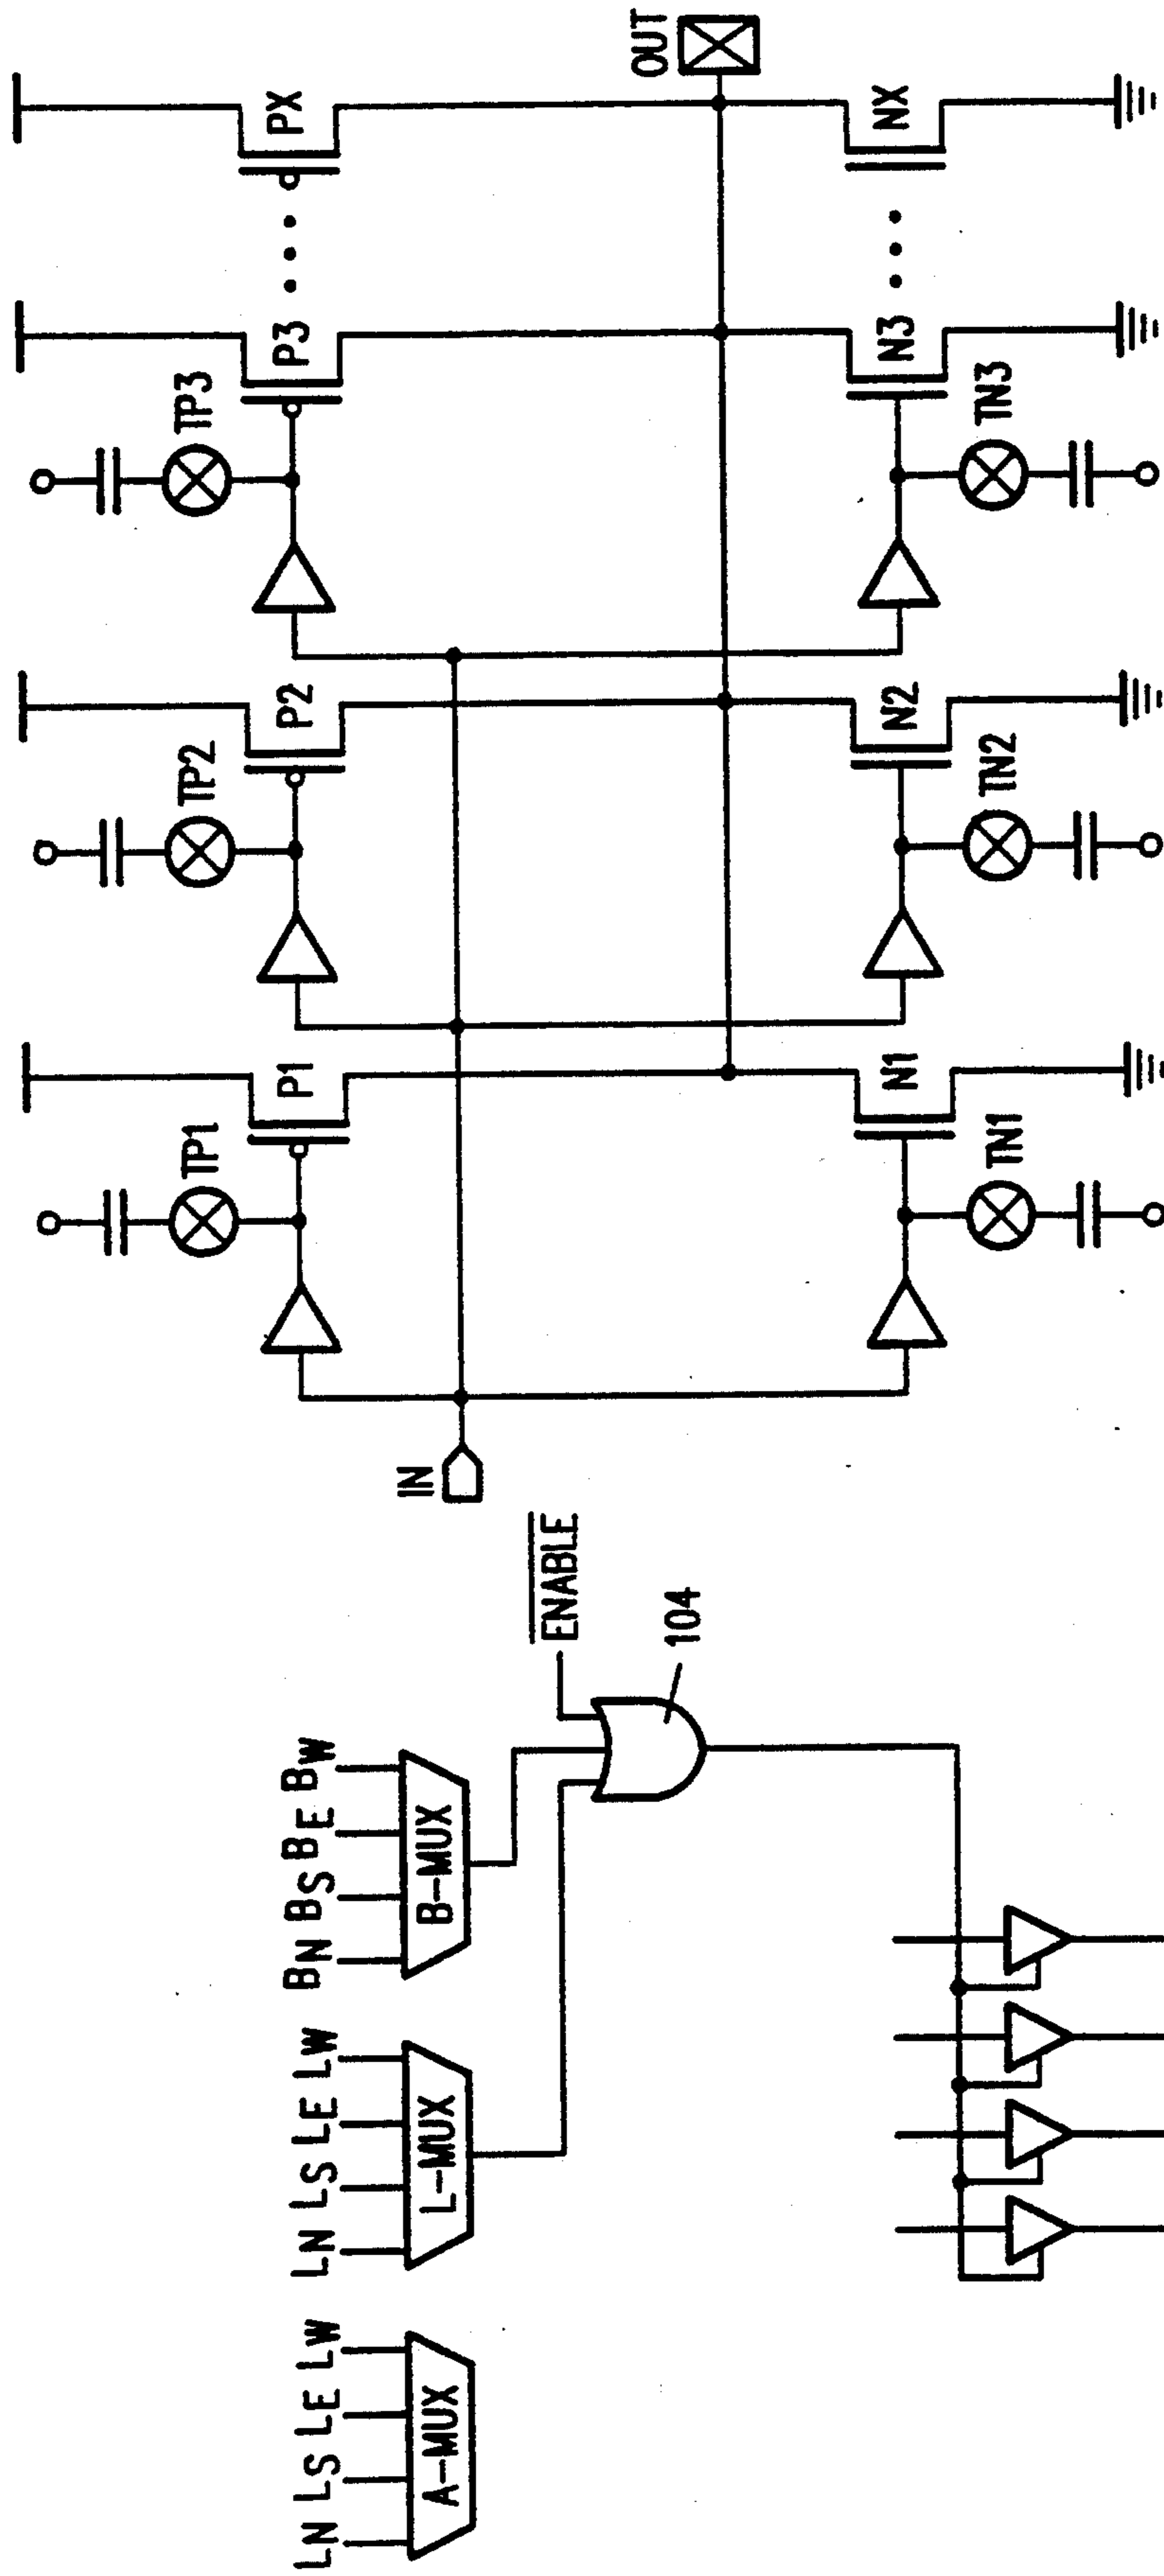 OUT
PX
NX
P3
TP3
N3
TN3
P2
TP2
N2
TN2
P1
TP1
N1
TN1
IN
ENABLE
104
BN BS BE BW
B-MUX
LN LS LE LW
L-MUX
LN LS LE LW
A-MUX